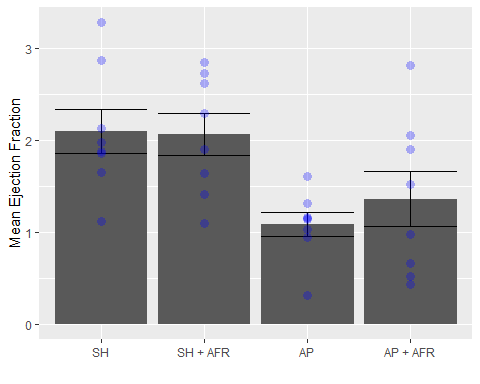 Mean Ejection Fraction
3
2
1
0
SH
SH + AFR
AP
AP + AFR